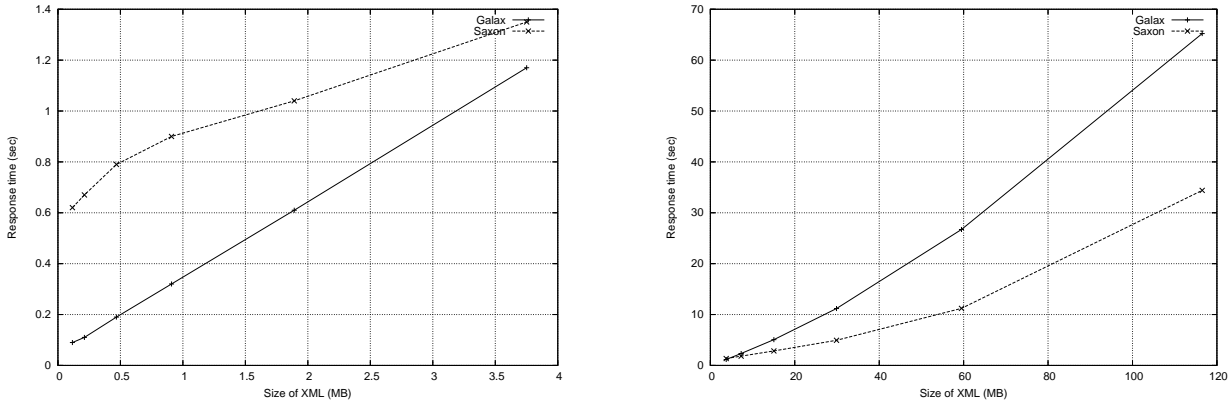 1.4
1.2
1
0.8
0.6
0.4
0.2
0
0 0.5 1 1.5 2 2.5 3 3.5 4
Response time (sec)
Size of XML (MB)
Galax
Saxon
70
60
50
40
30
20
10
0
0 20 40 60 80 100 120
Response time (sec)
Size of XML (MB)
Galax
Saxon